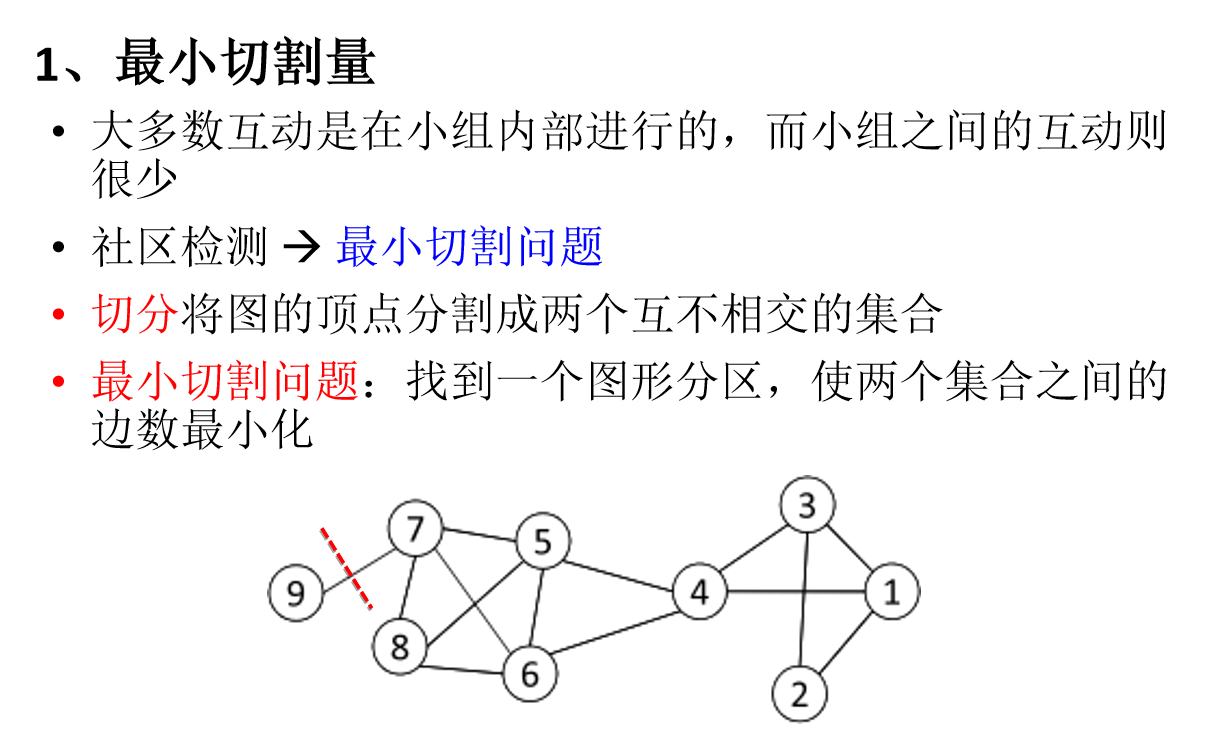 1、最小切割量
• 大多数互动是在小组内部进行的，而小组之间的互动则
很少
• 社区检测 → 最小切割问题
• 切分将图的顶点分割成两个互不相交的集合
• 最小切割问题：找到一个图形分区，使两个集合之间的
边数最小化
3
7
5
9
4
1
8
6
2